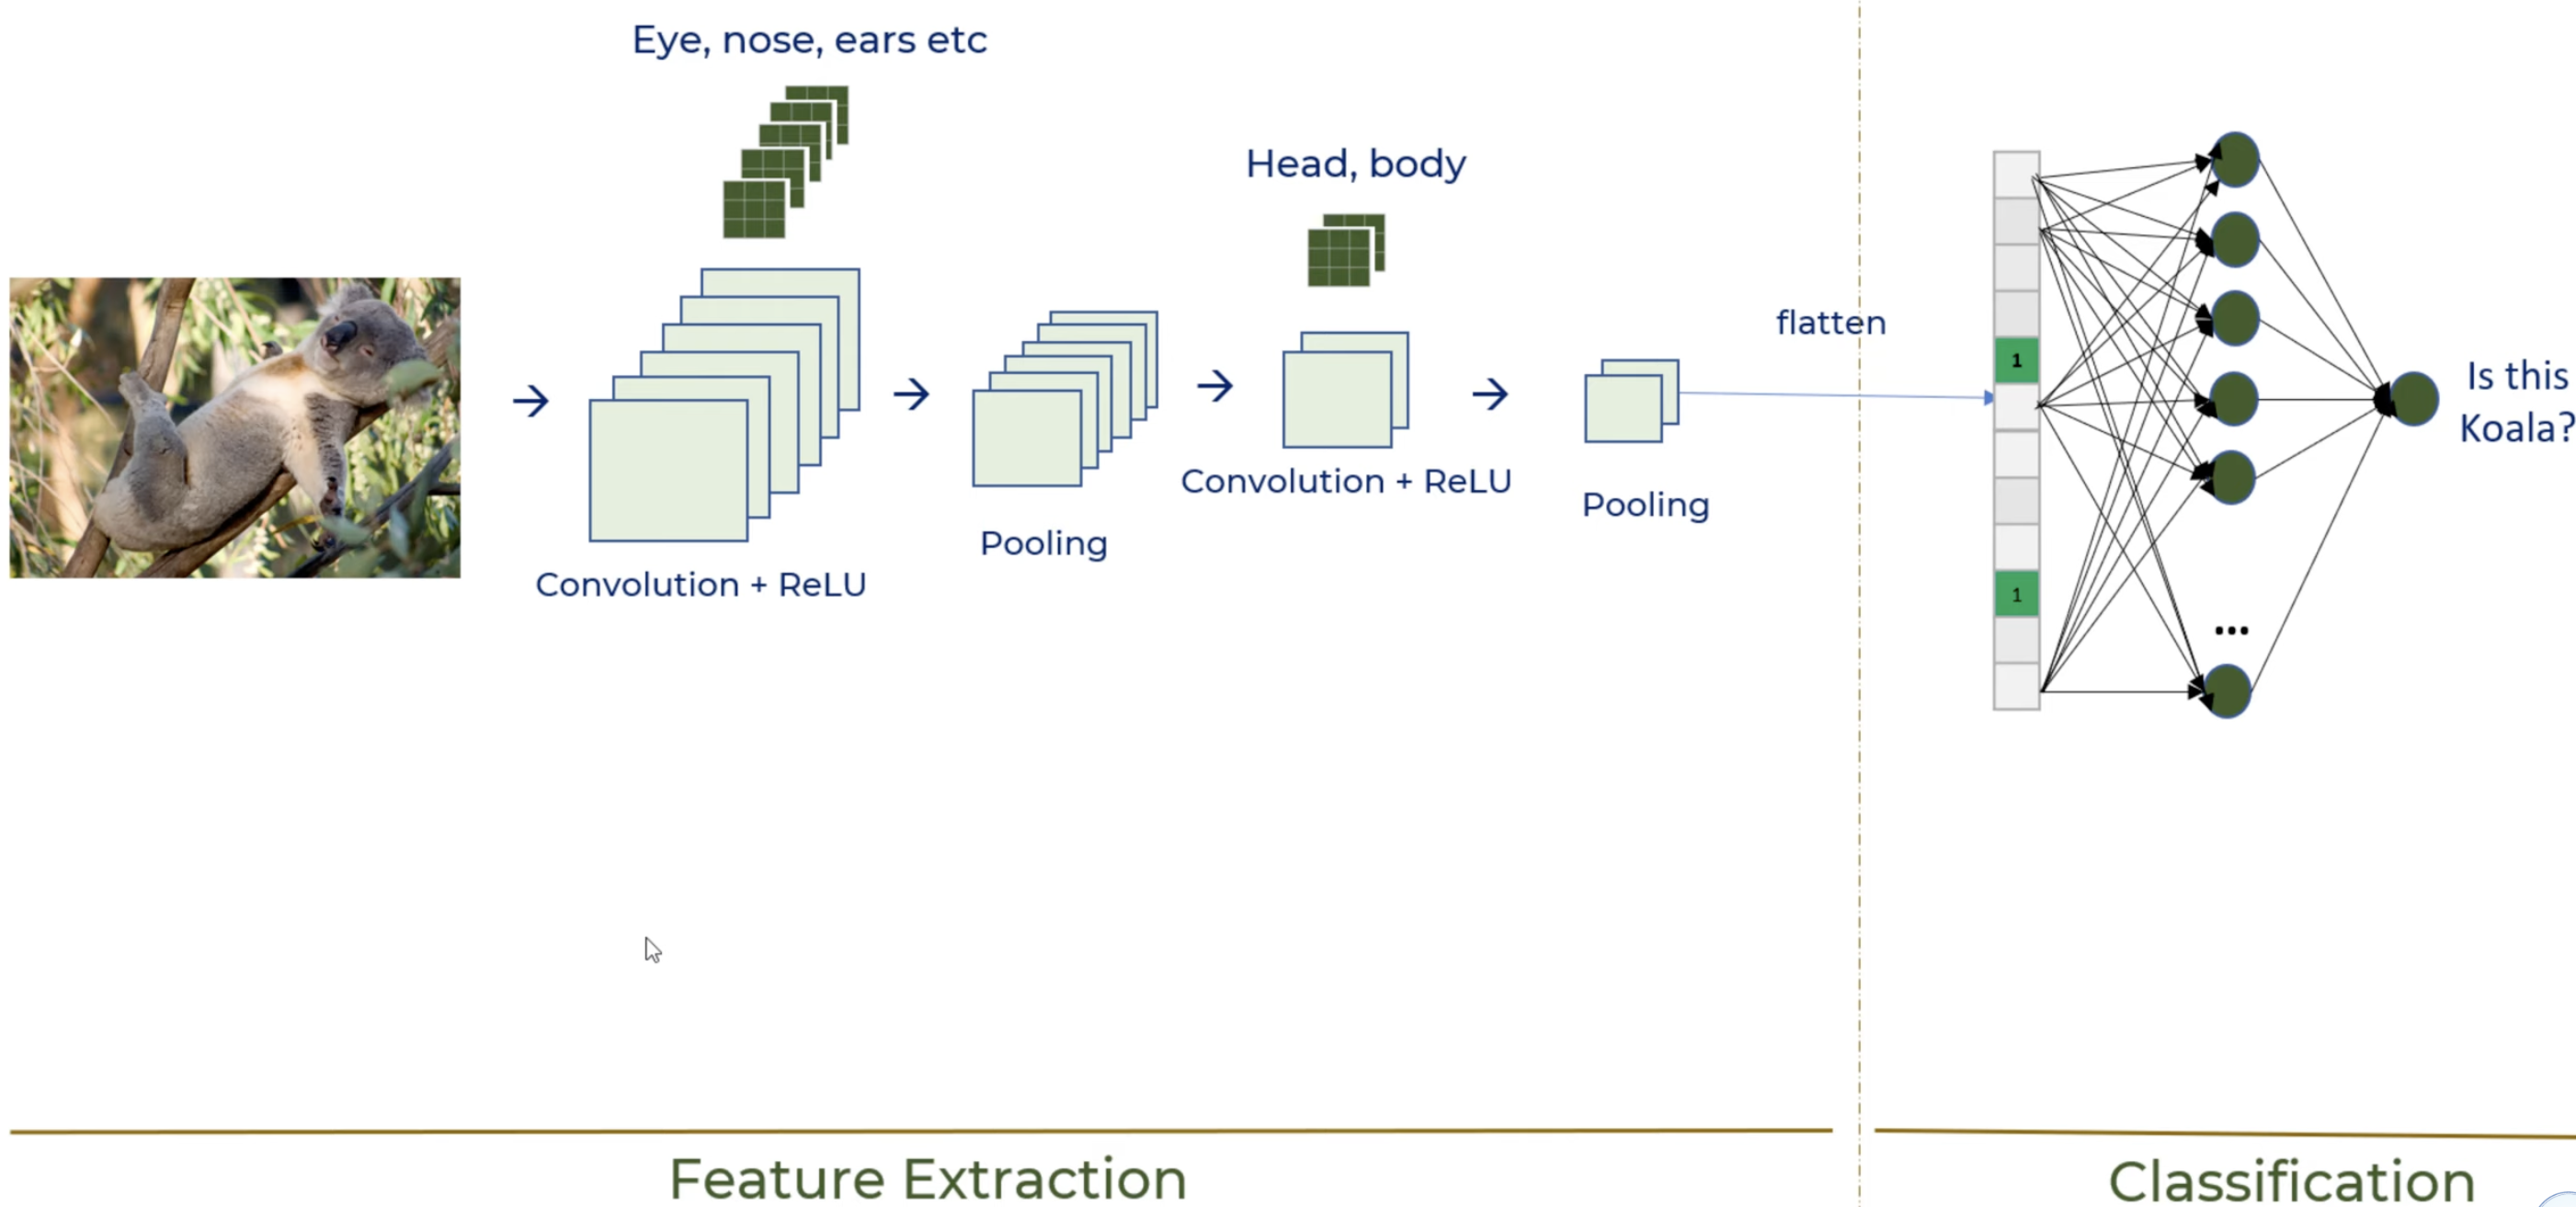 Eye, nose, ears etc
Head, body
flatten
1
Is this
Koala?
Convolution + ReLU
Pooling
Convolution + ReLU
Pooling
1
...
Feature Extraction
Classification